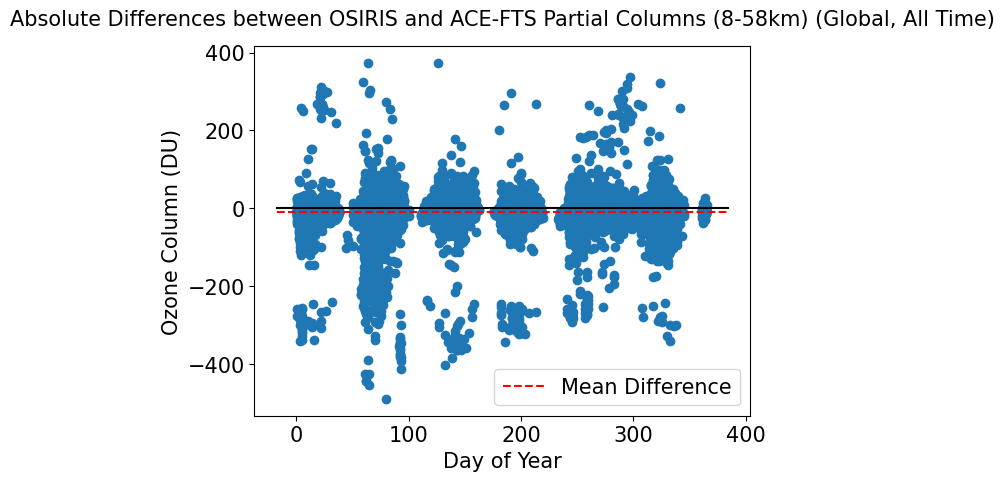 Absolute Differences between OSIRIS and ACE-FTS Partial Columns (8-58km) (Global, All Time)
400
200
0
−200
−400
Ozone Column (DU)
Mean Difference
0 100 200 300 400
Day of Year